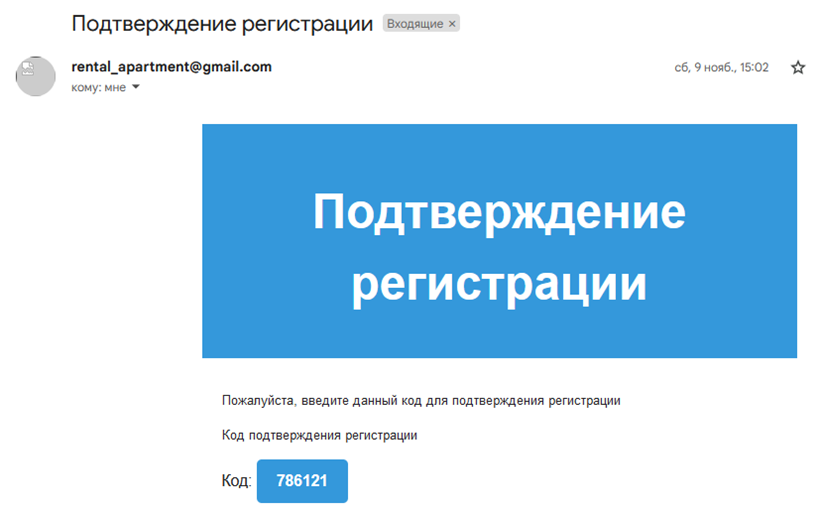 Подтверждение регистрации Входящие ×
rental_apartment@gmail.com сб, 9 нояб., 15:02
кому: мне
Подтверждение
регистрации
Пожалуйста, введите данный код для подтверждения регистрации
Код подтверждения регистрации
Код: 786121